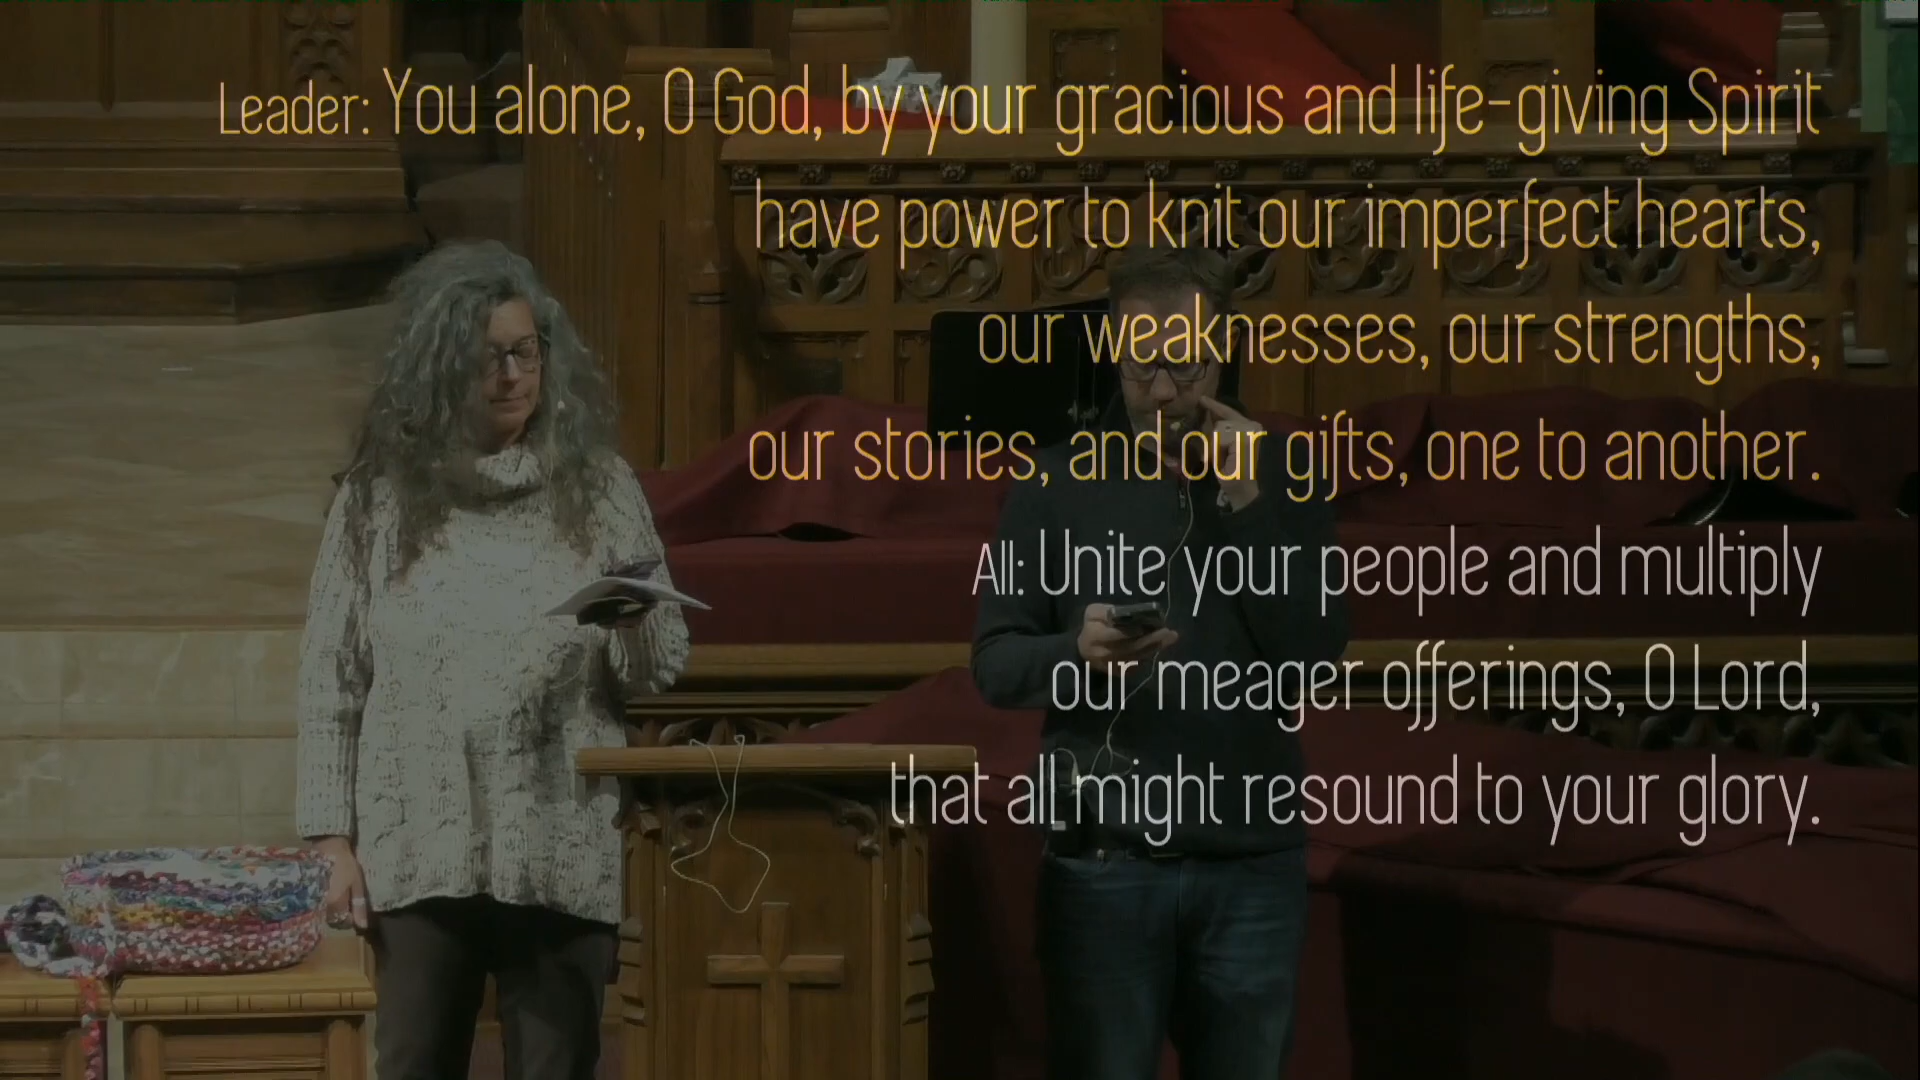 Leader: You alone, O God, by your gracious and life-giving Spirit
have power to knit our imperfect hearts,
our weaknesses, our strengths,
our stories, and our gifts, one to another.
All: Unite your people and multiply
our meager offerings, O Lord,
that all might resound to your glory.